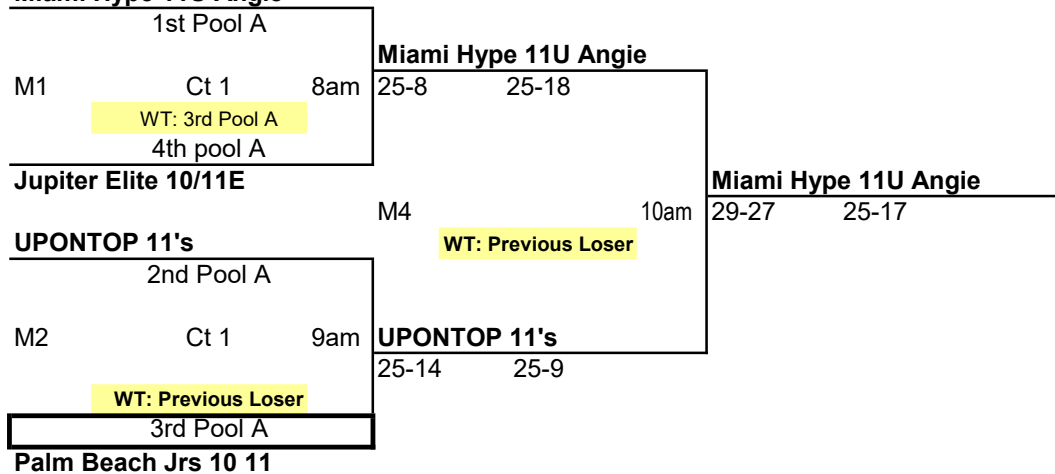 1st Pool A
Miami Hype 11U Angie
M1 Ct 1 8am 25-8 25-18
WT: 3rd Pool A
4th pool A
Jupiter Elite 10/11E Miami Hype 11U Angie
M4 10am 29-27 25-17
UPONTOP 11's WT: Previous Loser
2nd Pool A
M2 Ct 1 9am UPONTOP 11's
25-14 25-9
WT: Previous Loser
3rd Pool A
Palm Beach Jrs 10 11